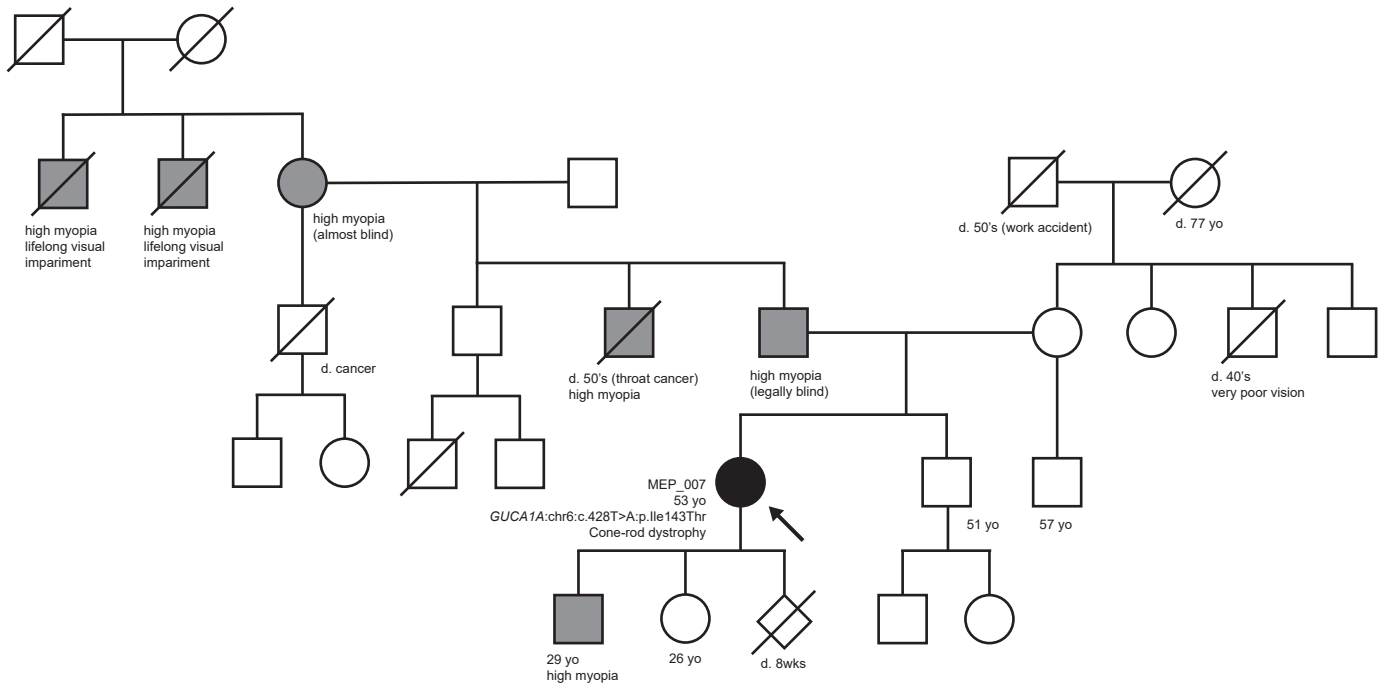 high myopia
lifelong visual
impariment
high myopia
lifelong visual
impariment
high myopia
(almost blind)
d. 50's (work accident)
d. 77 yo
d. cancer
d. 50's (throat cancer)
high myopia
high myopia
(legally blind)
d. 40's
very poor vision
MEP_007
53 yo
GUCA1A:chr6:c.428T>A:p.Ile143Thr
Cone-rod dystrophy
51 yo
57 yo
29 yo
high myopia
26 yo
d. 8wks